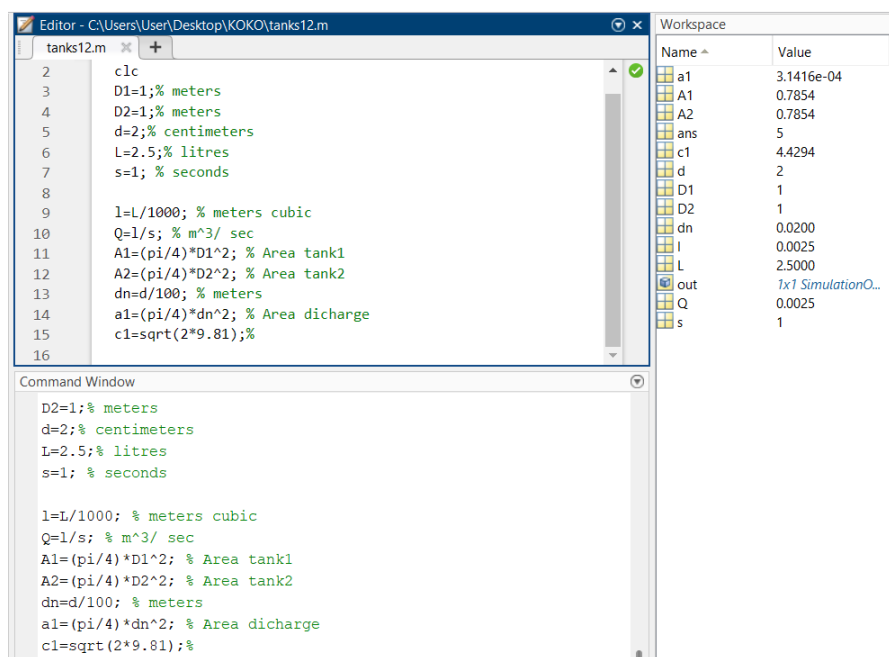 Editor - C:\Users\User\Desktop\KOKO\tanks12.m
tanks12.m
2 clc
3 D1=1;% meters
4 D2=1;% meters
5 d=2;% centimeters
6 L=2.5;% litres
7 s=1; % seconds
8
9 l=L/1000; % meters cubic
10 Q=l/s; % m^3/ sec
11 A1=(pi/4)*D1^2; % Area tank1
12 A2=(pi/4)*D2^2; % Area tank2
13 dn=d/100; % meters
14 a1=(pi/4)*dn^2; % Area dicharge
15 c1=sqrt(2*9.81);%
16
Command Window
D2=1;% meters
d=2;% centimeters
L=2.5;% litres
s=1; % seconds
l=L/1000; % meters cubic
Q=l/s; % m^3/ sec
A1=(pi/4)*D1^2; % Area tank1
A2=(pi/4)*D2^2; % Area tank2
dn=d/100; % meters
a1=(pi/4)*dn^2; % Area dicharge
c1=sqrt(2*9.81);%
Workspace
Name Value
a1 3.1416e-04
A1 0.7854
A2 0.7854
ans 5
c1 4.4294
d 2
D1 1
D2 1
dn 0.0200
l 0.0025
L 2.5000
out 1x1 SimulationO...
Q 0.0025
s 1